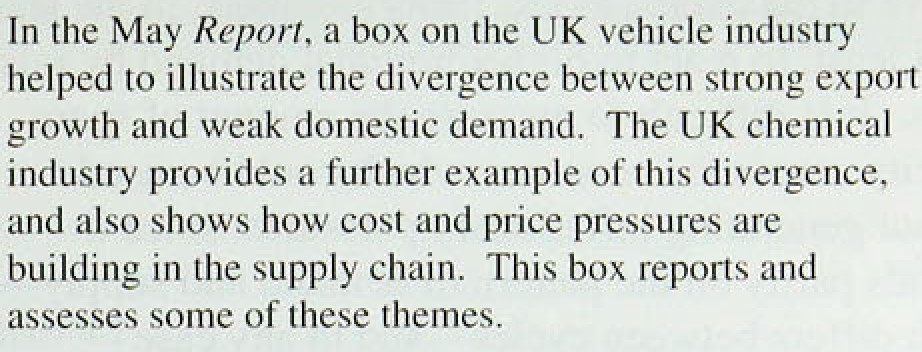 In the May Report, a box on the UK vehicle industry
helped to illustrate the divergence between strong export
growth and weak domestic demand.  The UK chemical
industry provides a further example of this divergence,
and also shows how cost and price pressures are
building in the supply chain.  This box reports and
assesses some of these themes.